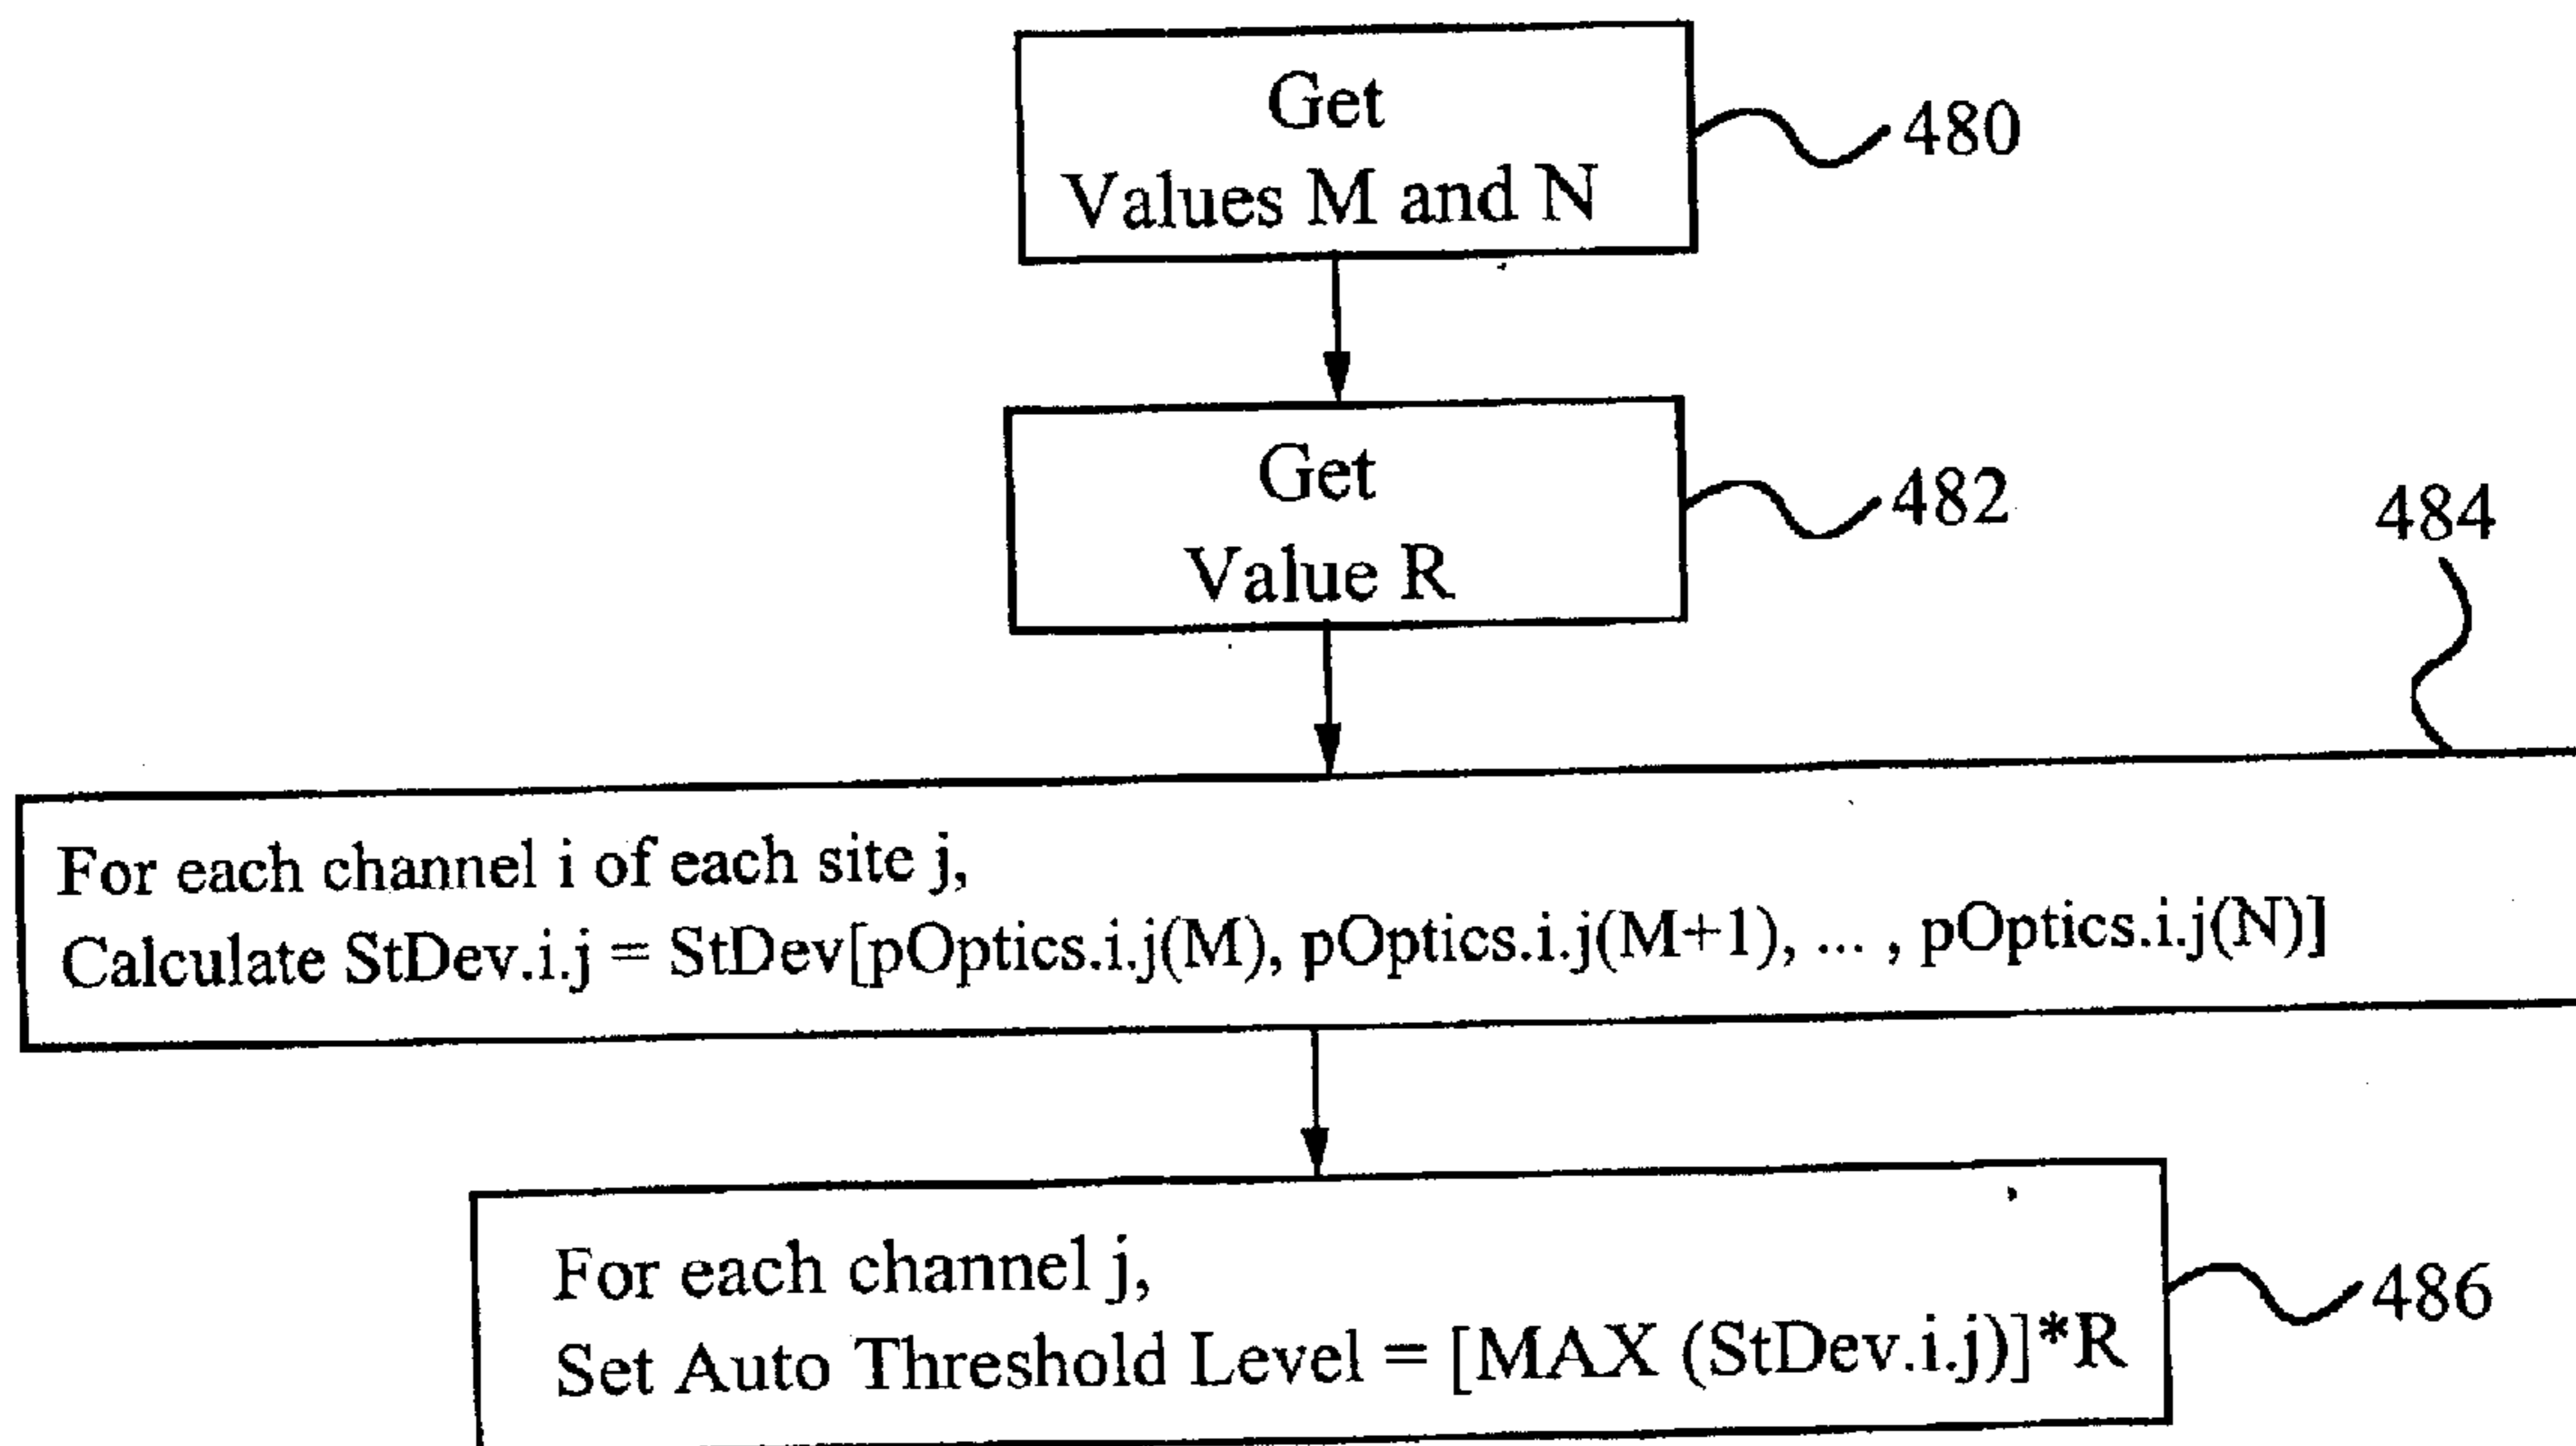 Get
Values M and N
480
Get
Value R
482
484
For each channel i of each site j,
Calculate StDev.i.j = StDev[pOptics.i.j(M), pOptics.i.j(M+1), ... , pOptics.i.j(N)]
For each channel j,
Set Auto Threshold Level = [MAX (StDev.i.j)]*R
486